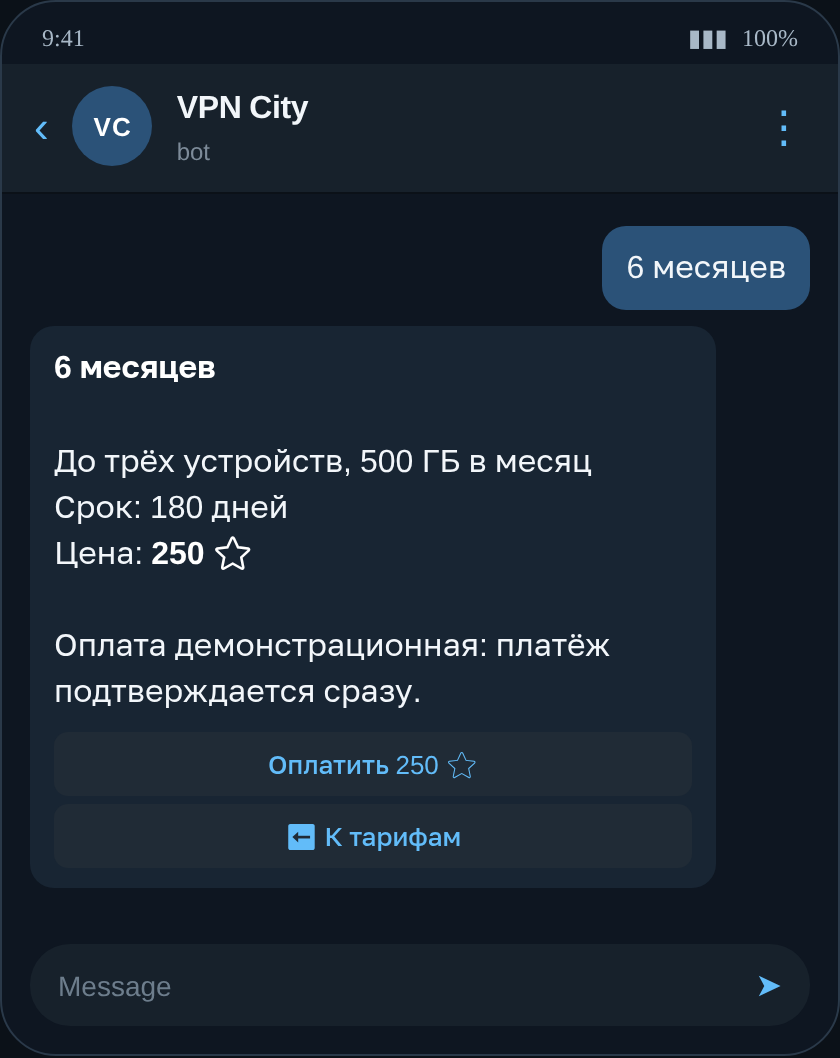 9:41
100%
‹
VC
VPN City
bot
⋮
6 месяцев
6 месяцев
До трёх устройств, 500 ГБ в месяц
Срок: 180 дней
Цена: 250 ☆
Оплата демонстрационная: платёж
подтверждается сразу.
Оплатить 250 ☆
⬅ К тарифам
Message
➤